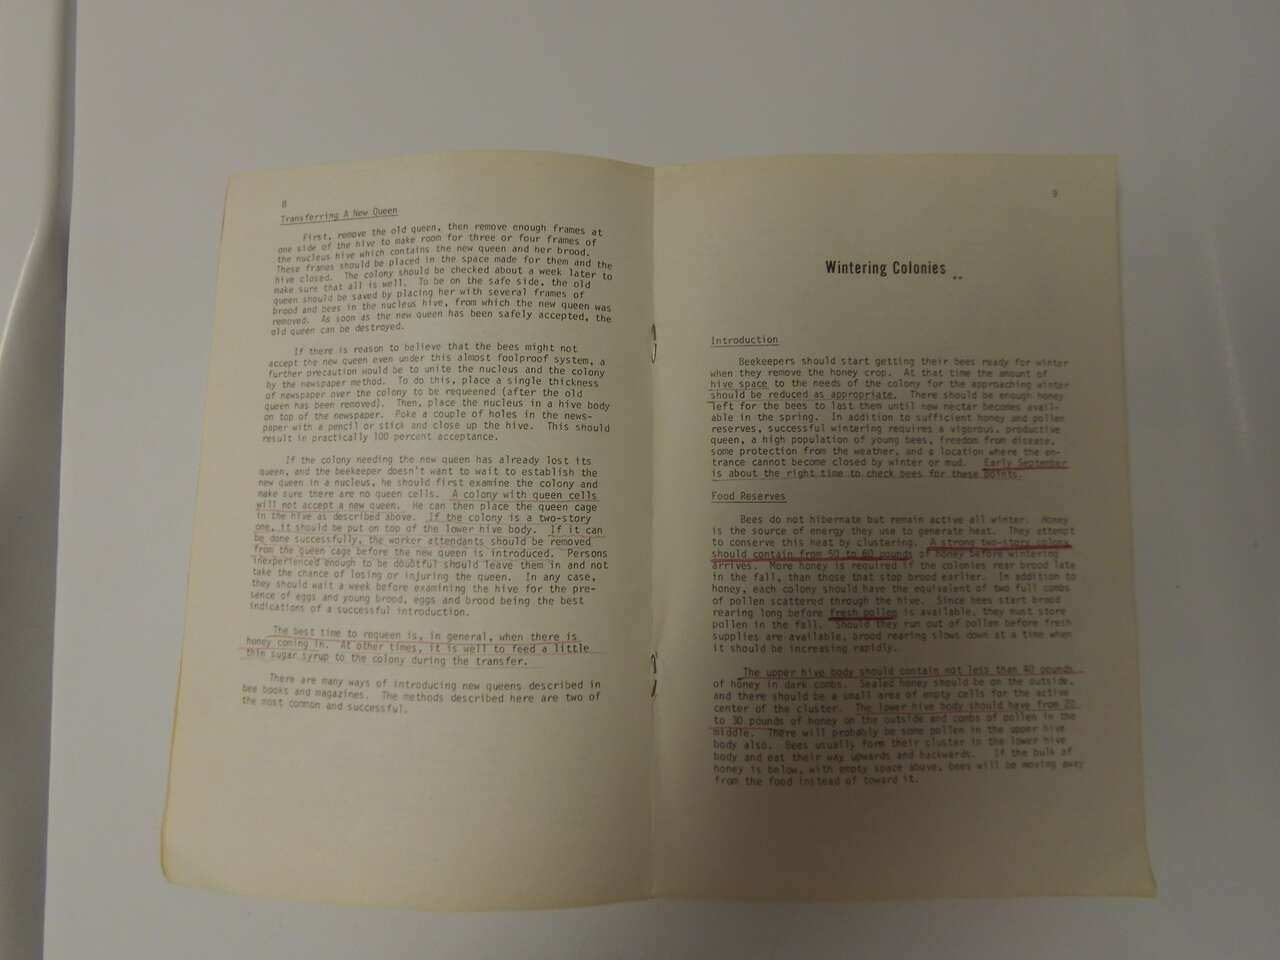 8
Transferring A New Queen
First, remove the old queen, then remove enough frames at
one side of the hive to make room for three or four frames of
the nucleus hive which contains the new queen and her brood.
These frames should be placed in the space made for them and the
hive closed. The colony should be checked about a week later to
make sure that all is well. To be on the safe side, the old
queen should be saved by placing her with several frames of
brood and bees in the nucleus hive, from which the new queen was
removed. As soon as the new queen has been safely accepted, the
old queen can be destroyed.
If there is reason to believe that the bees might not
accept the new queen even under this almost foolproof system, a
further precaution would be to unite the nucleus and the colony
by the newspaper method. To do this, place a single thickness
of newspaper over the colony to be requeened (after the old
queen has been removed). Then, place the nucleus in a hive body
on top of the newspaper. Poke a couple of holes in the news-
paper with a pencil or stick and close up the hive. This should
result in practically 100 percent acceptance.
If the colony needing the new queen has already lost its
queen, and the beekeeper doesn't want to wait to establish the
new queen in a nucleus, he should first examine the colony and
make sure there are no queen cells. A colony with queen cells
will not accept a new queen. He can then place the queen cage
in the hive as described above. If the colony is a two-story
one, it should be put on top of the lower hive body. If it can
be done successfully, the worker attendants should be removed
from the queen cage before the new queen is introduced. Persons
inexperienced enough to be doubtful should leave them in and not
take the chance of losing or injuring the queen. In any case,
they should wait a week before examining the hive for the pre-
sence of eggs and young brood, eggs and brood being the best
indications of a successful introduction.
The best time to requeen is, in general, when there is
honey coming in. At other times, it is well to feed a little
thin sugar syrup to the colony during the transfer.
There are many ways of introducing new queens described in
bee books and magazines. The methods described here are two of
the most common and successful.
9
Wintering Colonies
Introduction
Beekeepers should start getting their bees ready for winter
when they remove the honey crop. At that time the amount of
hive space to the needs of the colony for the approaching winter
should be reduced as appropriate. There should be enough honey
left for the bees to last them until new nectar becomes avail-
able in the spring. In addition to sufficient honey and pollen
reserves, successful wintering requires a vigorous, productive
queen, a high population of young bees, freedom from disease,
some protection from the weather, and a location where the en-
trance cannot become closed by winter or mud. Early September
is about the right time to check bees for these points.
Food Reserves
Bees do not hibernate but remain active all winter. Honey
is the source of energy they use to generate heat. They attempt
to conserve this heat by clustering. A strong two-story colony
should contain from 50 to 60 pounds of honey before wintering
arrives. More honey is required if the colonies rear brood late
in the fall, than those that stop brood earlier. In addition to
honey, each colony should have the equivalent of two full combs
of pollen scattered through the hive. Since bees start brood
rearing long before fresh pollen is available, they must store
pollen in the fall. Should they run out of pollen before fresh
supplies are available, brood rearing slows down at a time when
it should be increasing rapidly.
The upper hive body should contain not less than 40 pounds
of honey in dark combs. Sealed honey should be on the outside,
and there should be a small area of empty cells for the active
center of the cluster. The lower hive body should have from 20
to 30 pounds of honey on the outside and combs of pollen in the
middle. There will probably be some pollen in the upper hive
body also. Bees usually form their cluster in the lower hive
body and eat their way upwards and backwards. If the bulk of
honey is below, with empty space above, bees will be moving away
from the food instead of toward it.